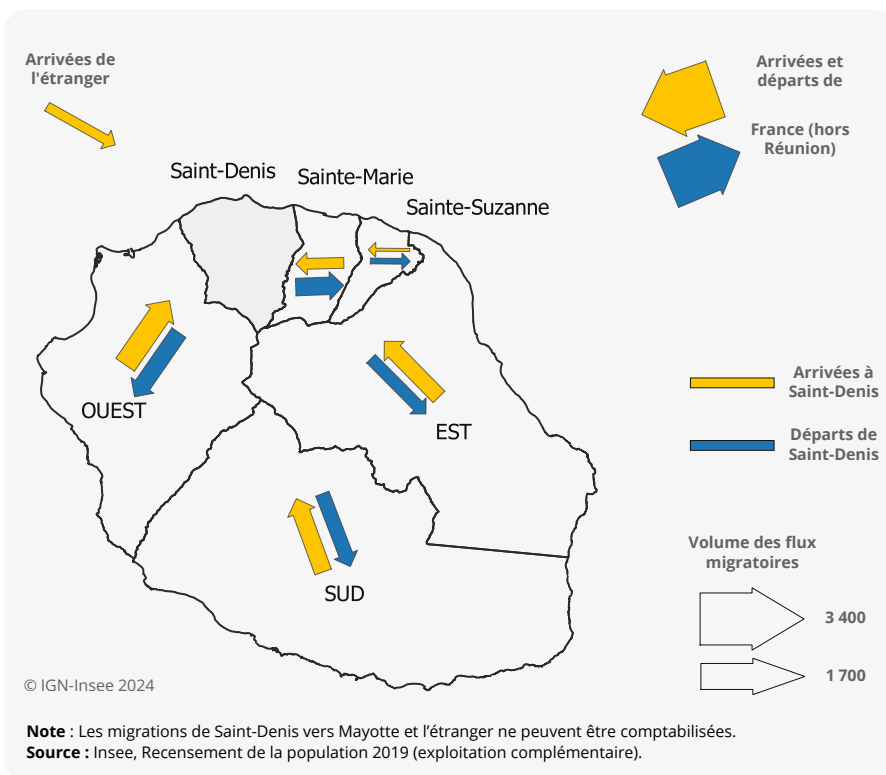 Arrivées de
l'étranger
Arrivées et
départs de
France (hors
Réunion)
Saint-Denis
Sainte-Marie
Sainte-Suzanne
OUEST
EST
SUD
Arrivées à
Saint-Denis
Départs de
Saint-Denis
Volume des flux
migratoires
3 400
1 700
© IGN-Insee 2024
Note : Les migrations de Saint-Denis vers Mayotte et l’étranger ne peuvent être comptabilisées.
Source : Insee, Recensement de la population 2019 (exploitation complémentaire).